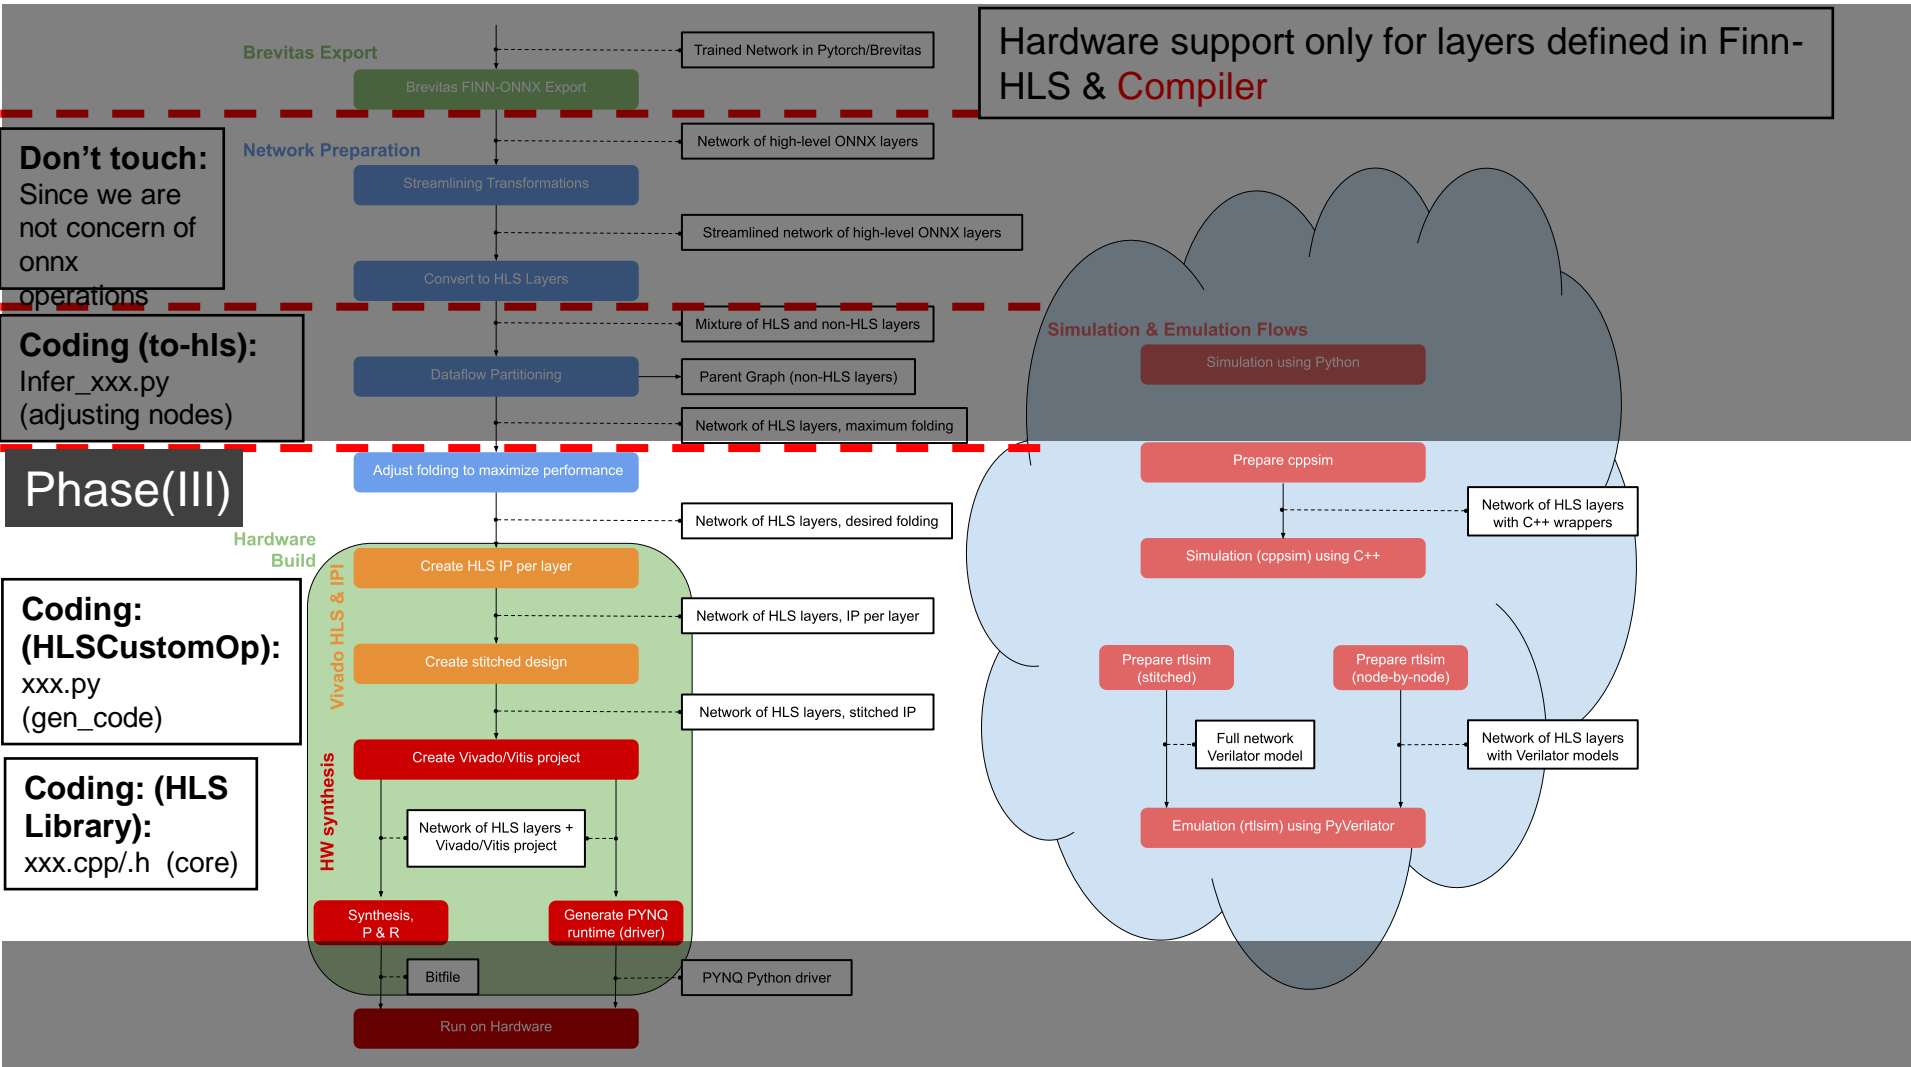 Hardware support only for layers defined in Finn-
HLS & Compiler
Brevitas Export
Trained Network in Pytorch/Brevitas
Brevitas FINN-ONNX Export
Don't touch:
Since we are
not concern of
onnx
operations
Network Preparation
Network of high-level ONNX layers
Streamlining Transformations
Streamlined network of high-level ONNX layers
Convert to HLS Layers
Coding (to-hls):
Infer_xxx.py
(adjusting nodes)
Mixture of HLS and non-HLS layers
Dataflow Partitioning
Parent Graph (non-HLS layers)
Network of HLS layers, maximum folding
Phase(III)
Adjust folding to maximize performance
Network of HLS layers, desired folding
Hardware
Build
Vivado HLS & IPI
Create HLS IP per layer
Network of HLS layers, IP per layer
Create stitched design
Network of HLS layers, stitched IP
Coding:
(HLSCustomOp):
xxx.py
(gen_code)
Coding: (HLS
Library):
xxx.cpp/.h (core)
HW synthesis
Create Vivado/Vitis project
Network of HLS layers +
Vivado/Vitis project
Synthesis,
P & R
Generate PYNQ
runtime (driver)
Bitfile
PYNQ Python driver
Run on Hardware
Simulation & Emulation Flows
Simulation using Python
Prepare cppsim
Network of HLS layers
with C++ wrappers
Simulation (cppsim) using C++
Prepare rtlsim
(stitched)
Prepare rtlsim
(node-by-node)
Full network
Verilator model
Network of HLS layers
with Verilator models
Emulation (rtlsim) using PyVerilator